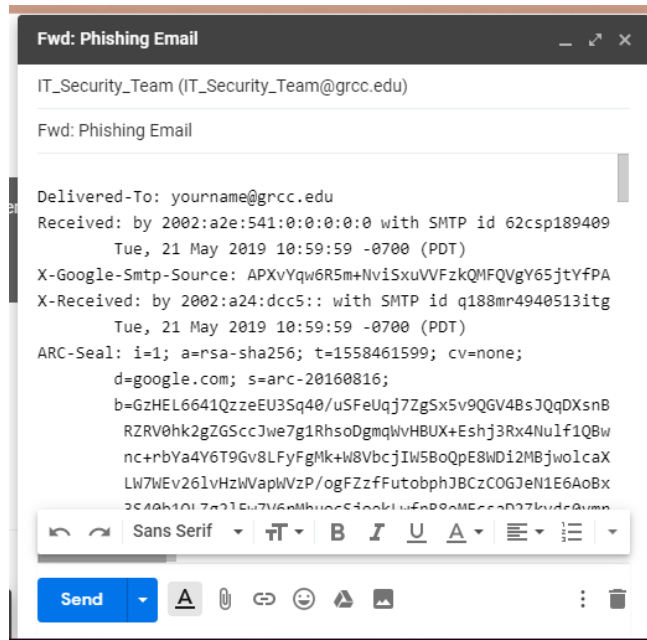 Fwd: Phishing Email
IT_Security_Team (IT_Security_Team@grcc.edu)
Fwd: Phishing Email
Delivered-To: yourname@grcc.edu
Received: by 2002:a2e:541:0:0:0:0:0 with SMTP id 62csp189409
Tue, 21 May 2019 10:59:59 -0700 (PDT)
X-Google-Smtp-Source: APXvYqw6R5m+NviSxuVVFzkQMFQVgY65jtYfPA
X-Received: by 2002:a24:dcc5:: with SMTP id q188mr4940513itg
Tue, 21 May 2019 10:59:59 -0700 (PDT)
ARC-Seal: i=1; a=rsa-sha256; t=1558461599; cv=none;
d=google.com; s=arc-20160816;
b=GzHEL6641QzzeEU3Sq40/uSFeUqj7ZgSx5v9QGV4BsJQqDXsnB
RZRV0hk2gZGSccJwe7g1RhsoDgmqWvHBUX+Eshj3Rx4Nulf1QBw
nc+rbYa4Y6T9Gv8LFyFgMk+W8VbcjIW5BoQpE8WDi2MBjwolcaX
LW7WEv26lvHzWVapWVzP/ogFZzfFutobphJBCzCOGJeN1E6AoBx
Sans Serif
Send